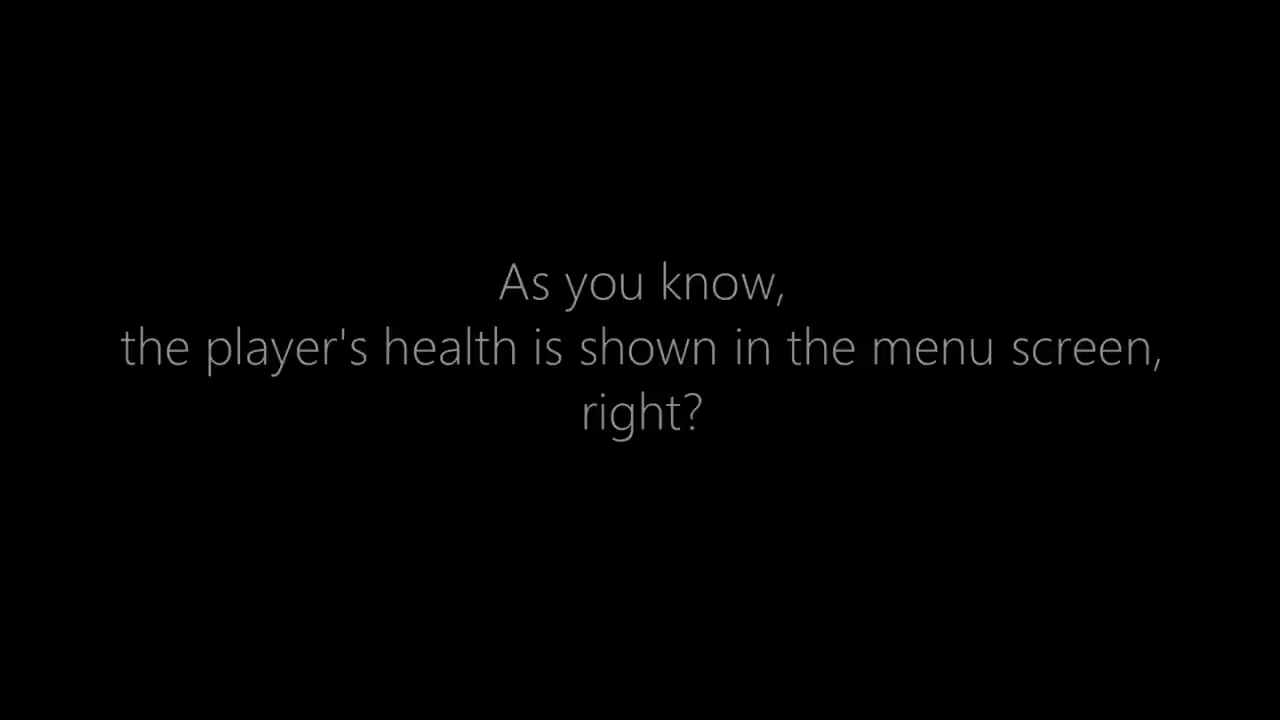 As you know,
the player's health is shown in the menu screen,
right?